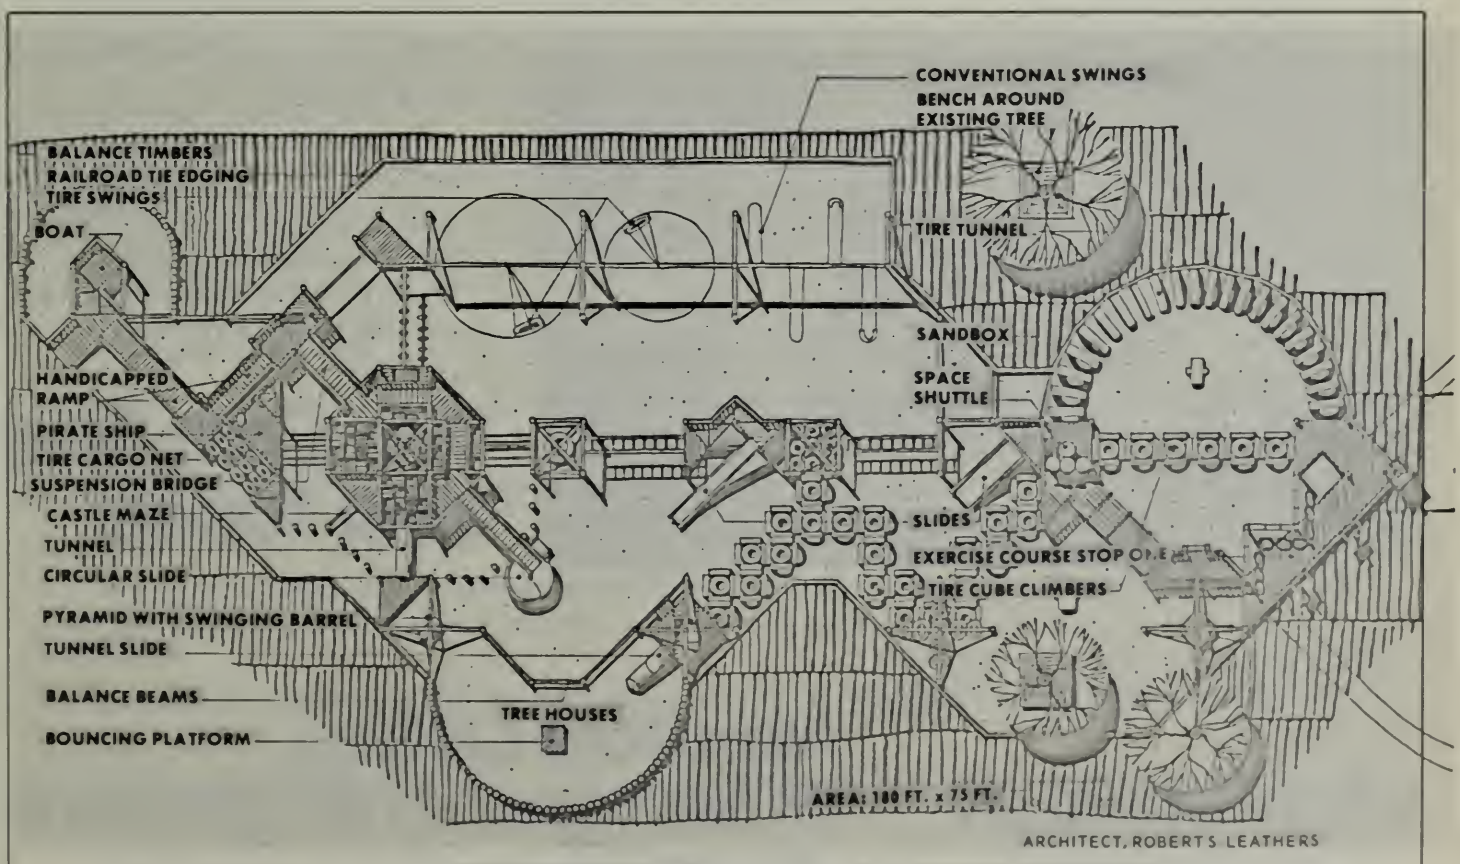 CONVENTIONAL SWINGS
BENCH AROUND
EXISTING TREE
BALANCE TIMBERS
RAILROAD TIE EDGING
TIRE SWINGS
BOAT
TIRE TUNNEL
SANDBOX
SPACE
SHUTTLE
HANDICAPPED
RAMP
PIRATE SHIP
TIRE CARGO NET
SUSPENSION BRIDGE
CASTLE MAZE
TUNNEL
CIRCULAR SLIDE
PYRAMID WITH SWINGING BARREL
TUNNEL SLIDE
BALANCE BEAMS
BOUNCING PLATFORM
SLIDES
EXERCISE COURSE STOP ONE
TIRE CUBE CLIMBERS
TREE HOUSES
AREA: 180 FT. x 75 FT.
ARCHITECT, ROBERT S LEATHERS